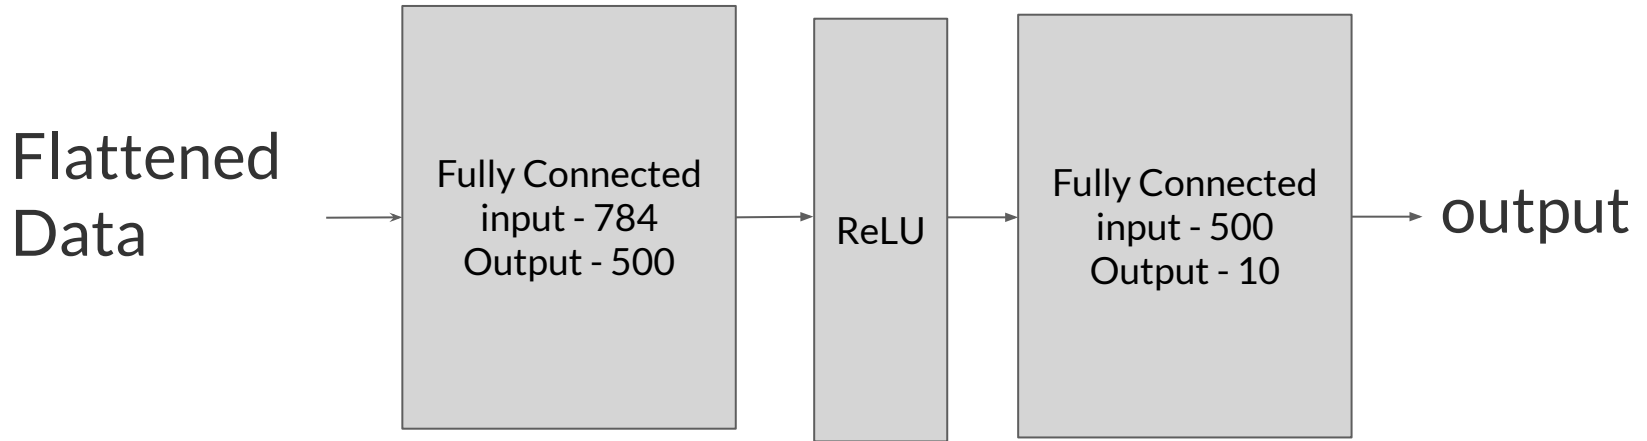 Flattened
Data
Fully Connected
input - 784
Output - 500
ReLU
Fully Connected
input - 500
Output - 10
output